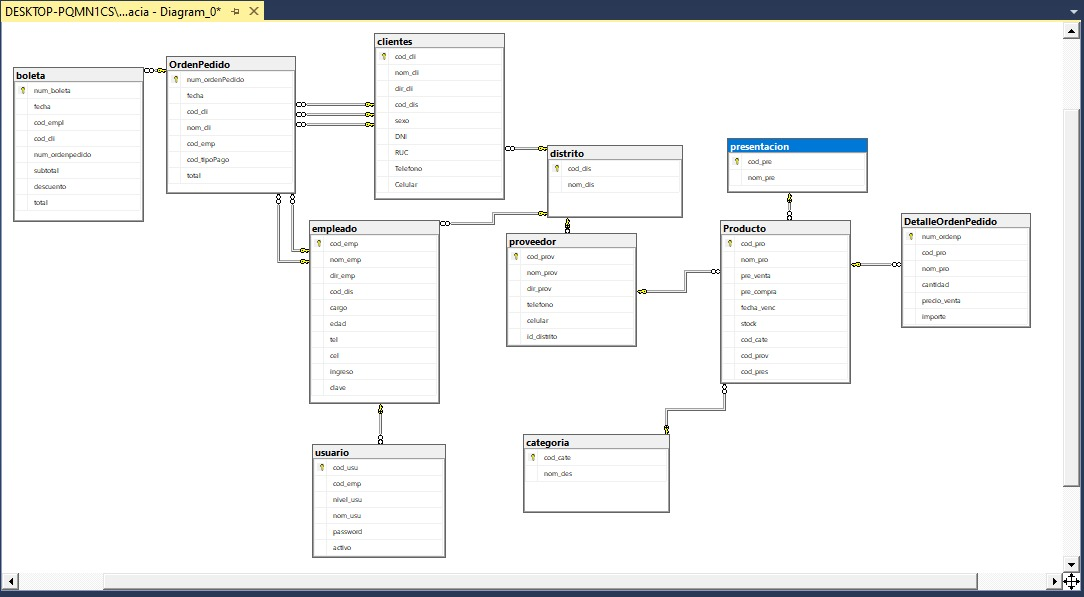 DESKTOP-PQMN1CS\...acia - Diagram_0*
boleta
num_boleta
fecha
cod_empl
cod_cli
num_ordenpedido
subtotal
descuento
total
OrdenPedido
num_ordenPedido
fecha
cod_cli
nom_cli
cod_emp
cod_tipoPago
total
clientes
cod_cli
nom_cli
dir_cli
cod_dis
sexo
DNI
RUC
Telefono
Celular
distrito
cod_dis
nom_dis
empleado
cod_emp
nom_emp
dir_emp
cod_dis
cargo
edad
tel
cel
ingreso
clave
proveedor
cod_prov
nom_prov
dir_prov
telefono
celular
id_distrito
presentacion
cod_pre
nom_pre
Producto
cod_pro
nom_pro
pre_venta
pre_compra
fecha_venc
stock
cod_cate
cod_prov
cod_pres
DetalleOrdenPedido
num_ordenp
cod_pro
nom_pro
cantidad
precio_venta
importe
usuario
cod_usu
cod_emp
nivel_usu
nom_usu
password
activo
categoria
cod_cate
nom_des